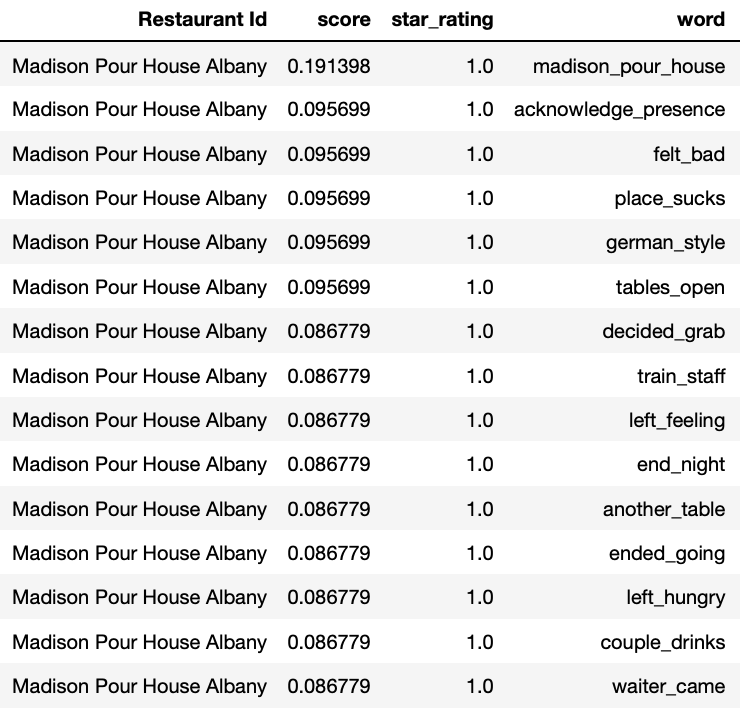 Restaurant Id score star_rating word
Madison Pour House Albany 0.191398 1.0 madison_pour_house
Madison Pour House Albany 0.095699 1.0 acknowledge_presence
Madison Pour House Albany 0.095699 1.0 felt_bad
Madison Pour House Albany 0.095699 1.0 place_sucks
Madison Pour House Albany 0.095699 1.0 german_style
Madison Pour House Albany 0.095699 1.0 tables_open
Madison Pour House Albany 0.086779 1.0 decided_grab
Madison Pour House Albany 0.086779 1.0 train_staff
Madison Pour House Albany 0.086779 1.0 left_feeling
Madison Pour House Albany 0.086779 1.0 end_night
Madison Pour House Albany 0.086779 1.0 another_table
Madison Pour House Albany 0.086779 1.0 ended_going
Madison Pour House Albany 0.086779 1.0 left_hungry
Madison Pour House Albany 0.086779 1.0 couple_drinks
Madison Pour House Albany 0.086779 1.0 waiter_came